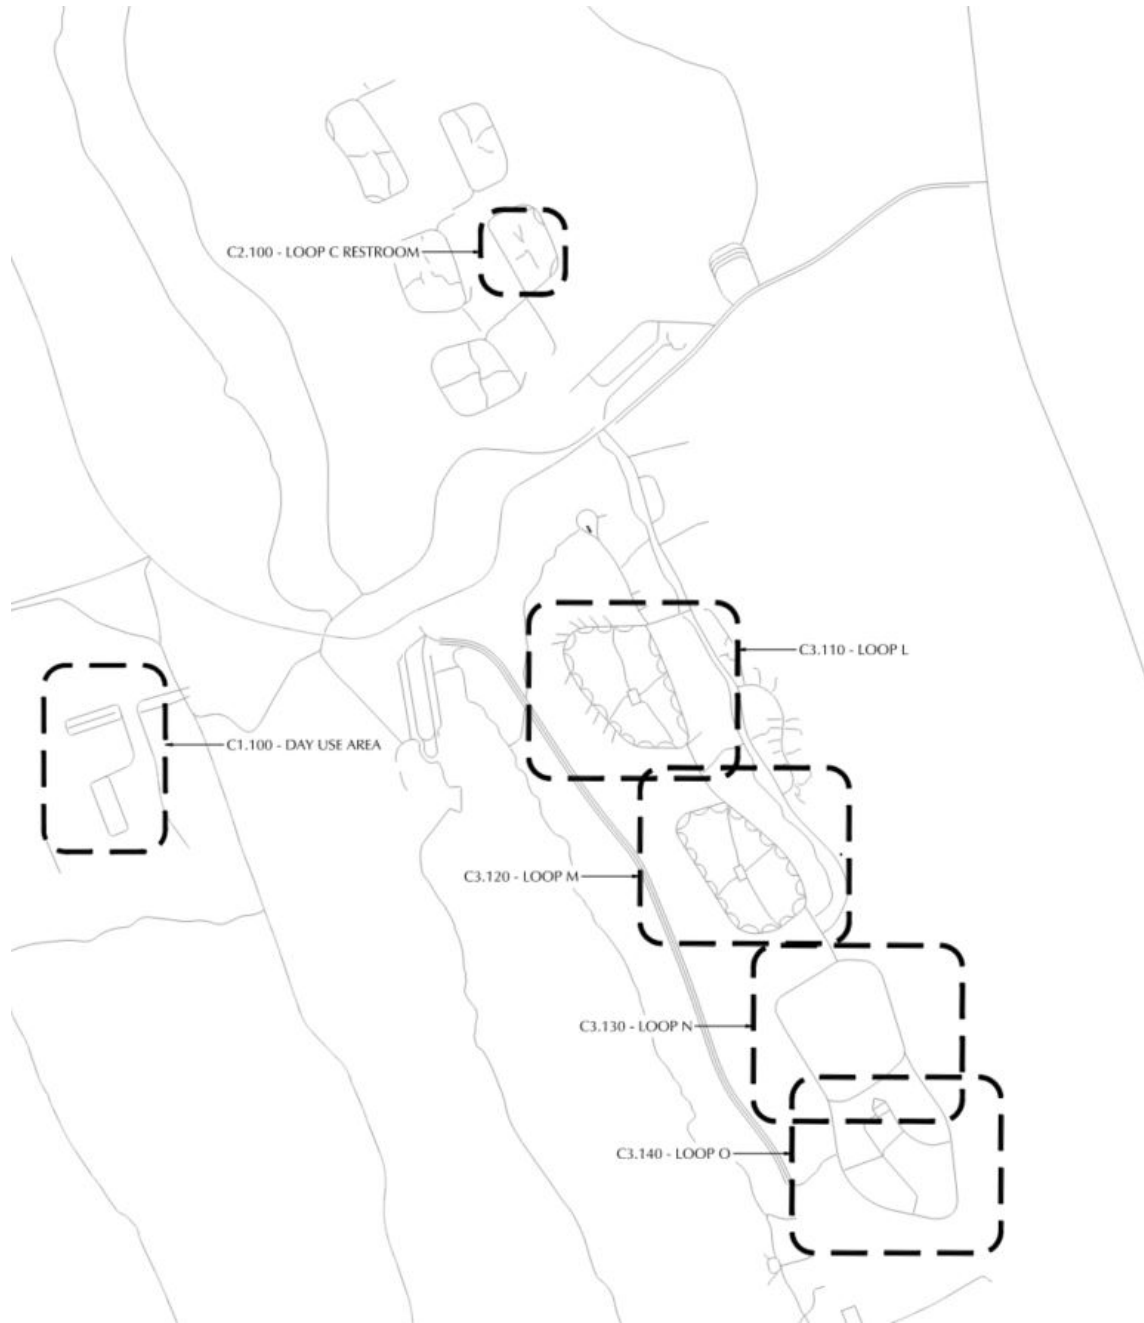 C2.100 - LOOP C RESTROOM
C3.110 - LOOP L
C1.100 - DAY USE AREA
C3.120 - LOOP M
C3.130 - LOOP N
C3.140 - LOOP O